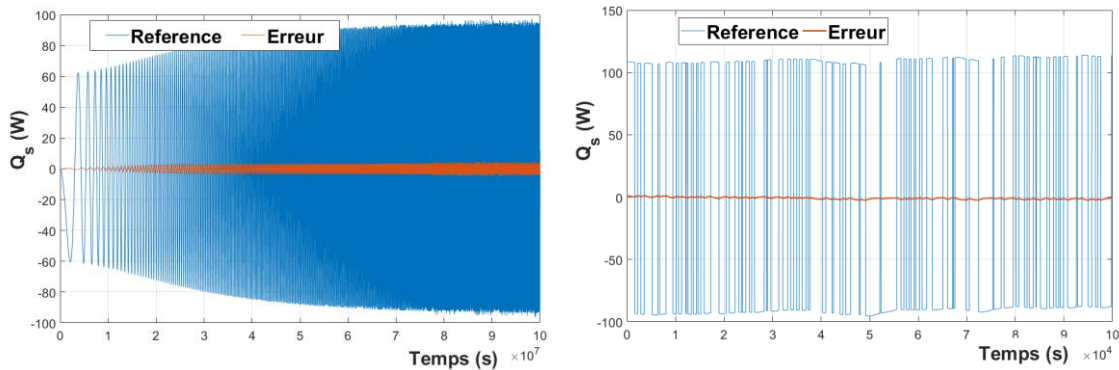 Reference Erreur
Q_s (W)
100
80
60
40
20
0
-20
-40
-60
-80
-100
0 1 2 3 4 5 6 7 8 9 10
Temps (s) ×10^7
Reference Erreur
Q_s (W)
150
100
50
0
-50
-100
0 1 2 3 4 5 6 7 8 9 10
Temps (s) ×10^4